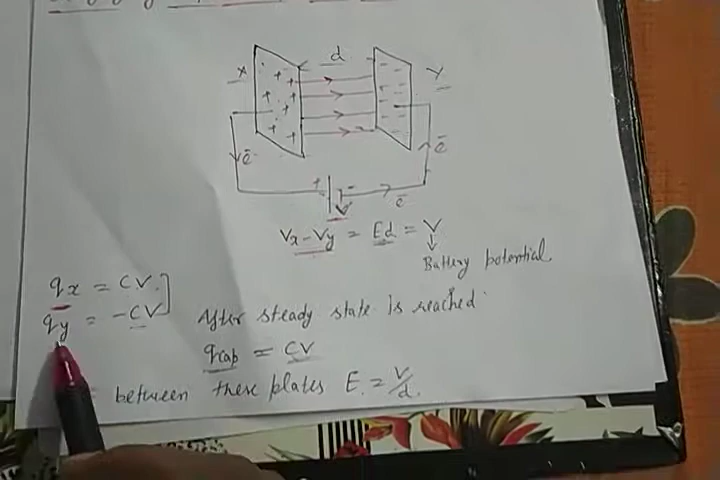 d
X
Y
+ + + + + + + +
- - - - - - - -
e⁻
e⁻
+ -
V
e⁻
Vx - Vy = Ed = V
↓
Battery potential.
qx = CV.]
qy = -CV] After steady state is reached
qcap = CV
between these plates E = V/d.